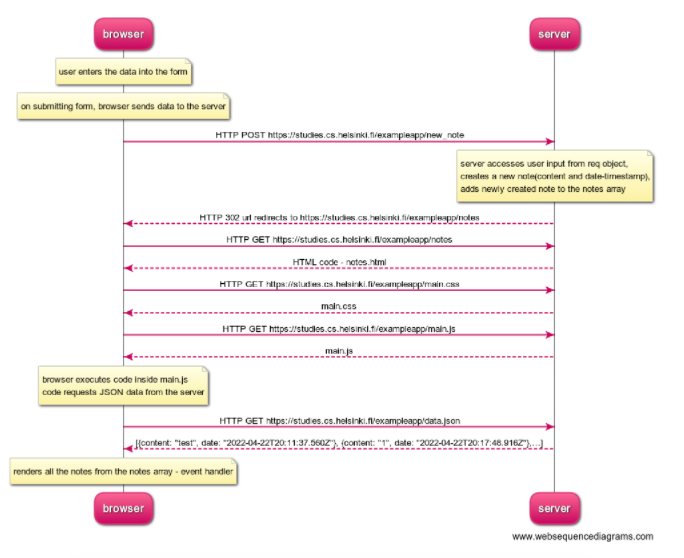 browser
server
user enters the data into the form
on submitting form, browser sends data to the server
HTTP POST https://studies.cs.helsinki.fi/exampleapp/new_note
server accesses user input from req object,
creates a new note(content and date-timestamp),
adds newly created note to the notes array
HTTP 302 url redirects to https://studies.cs.helsinki.fi/exampleapp/notes
HTTP GET https://studies.cs.helsinki.fi/exampleapp/notes
HTML code - notes.html
HTTP GET https://studies.cs.helsinki.fi/exampleapp/main.css
main.css
HTTP GET https://studies.cs.helsinki.fi/exampleapp/main.js
main.js
browser executes code inside main.js
code requests JSON data from the server
HTTP GET https://studies.cs.helsinki.fi/exampleapp/data.json
[{content: "test", date: "2022-04-22T20:11:37.560Z"}, {content: "1", date: "2022-04-22T20:17:48.916Z"},...]
renders all the notes from the notes array - event handler
browser
server
www.websequencediagrams.com